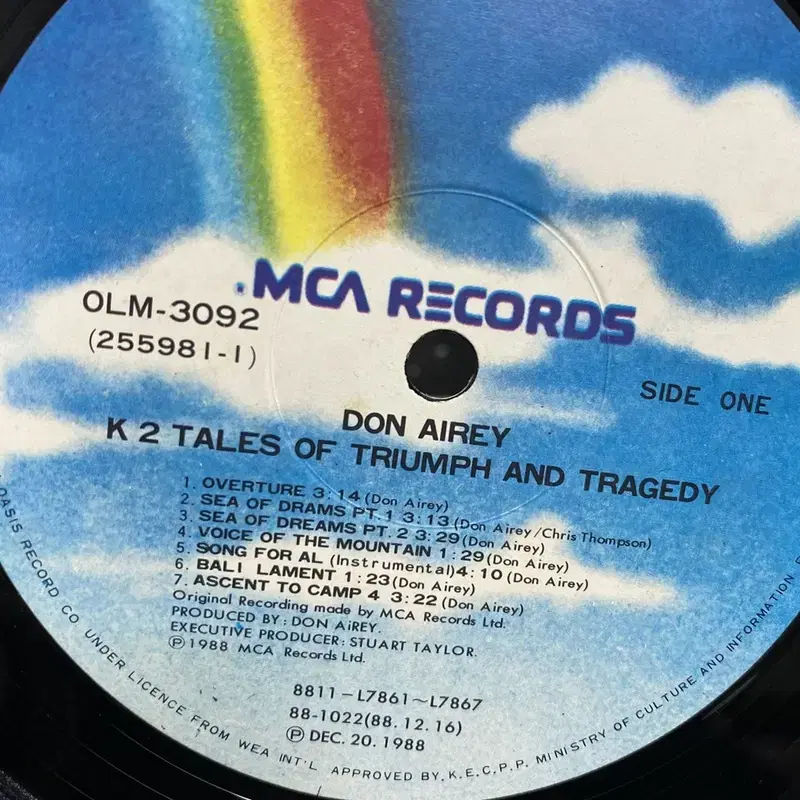 MCA RECORDS
OLM-3092
(255981-1)
SIDE ONE
DON AIREY
K 2 TALES OF TRIUMPH AND TRAGEDY
1. OVERTURE 3:14 (Don Airey)
2. SEA OF DRAMS PT. 1 3:13 (Don Airey/Chris Thompson)
3. SEA OF DREAMS PT. 2 3:29 (Don Airey)
4. VOICE OF THE MOUNTAIN 1:29 (Don Airey)
5. SONG FOR AL (Instrumental) 4:10 (Don Airey)
6. BALI LAMENT 1:23 (Don Airey)
7. ASCENT TO CAMP 4 3:22 (Don Airey)
Original Recording made by MCA Records Ltd.
PRODUCED BY: DON AIREY.
EXECUTIVE PRODUCER: STUART TAYLOR.
Ⓟ1988 MCA Records Ltd.
8811-L7861~L7867
88-1022(88.12.16)
Ⓟ DEC. 20. 1988
OASIS RECORD CO UNDER LICENCE FROM WEA INT'L APPROVED BY, K.E.C.P.P. MINISTRY OF CULTURE AND INFORMATION